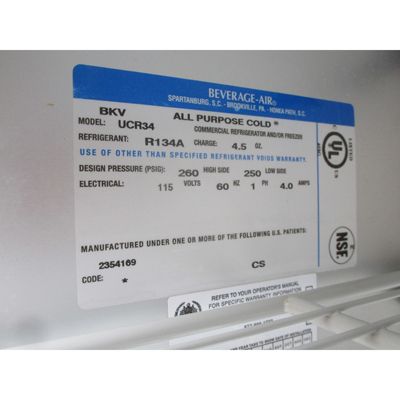 BEVERAGE-AIR®
SPARTANBURG, S.C. - BROOKVILLE, PA. - HONEA PATH, S.C.
BKV ALL PURPOSE COLD®
MODEL: UCR34 COMMERCIAL REFRIGERATOR AND/OR FREEZER
REFRIGERANT: R134A CHARGE: 4.5 OZ.
USE OF OTHER THAN SPECIFIED REFRIGERANT VOIDS WARRANTY.
DESIGN PRESSURE (PSIG): 260 HIGH SIDE 250 LOW SIDE
ELECTRICAL: 115 VOLTS 60 HZ 1 PH 4.0 AMPS
LISTED
UL
NSF.
MANUFACTURED UNDER ONE OR MORE OF THE FOLLOWING U.S. PATENTS:
2354169 CS
CODE: *
REFER TO YOUR OPERATOR'S MANUAL
FOR SPECIFIC WARRANTY INFORMATION